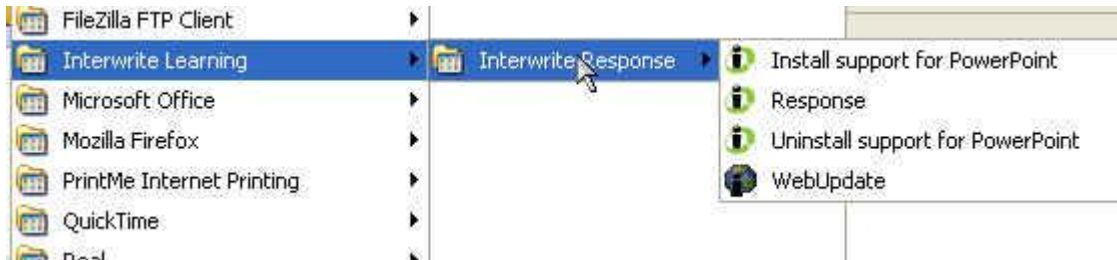 FileZilla FTP Client
Interwrite Learning
Microsoft Office
Mozilla Firefox
PrintMe Internet Printing
QuickTime
Real
Interwrite Response
Install support for PowerPoint
Response
Uninstall support for PowerPoint
WebUpdate